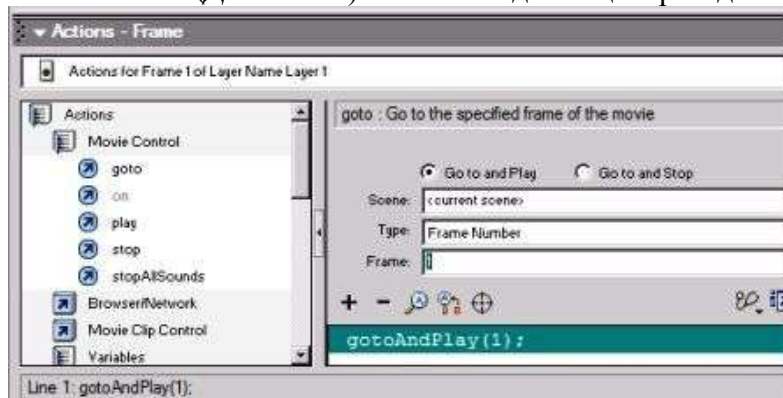 Actions - Frame
Actions for Frame 1 of Layer Name Layer 1
Actions
Movie Control
goto
on
play
stop
stopAllSounds
Browser/Network
Movie Clip Control
Variables
goto : Go to the specified frame of the movie
Go to and Play Go to and Stop
Scene: <current scene>
Type: Frame Number
Frame:
gotoAndPlay(1);
Line 1: gotoAndPlay(1);